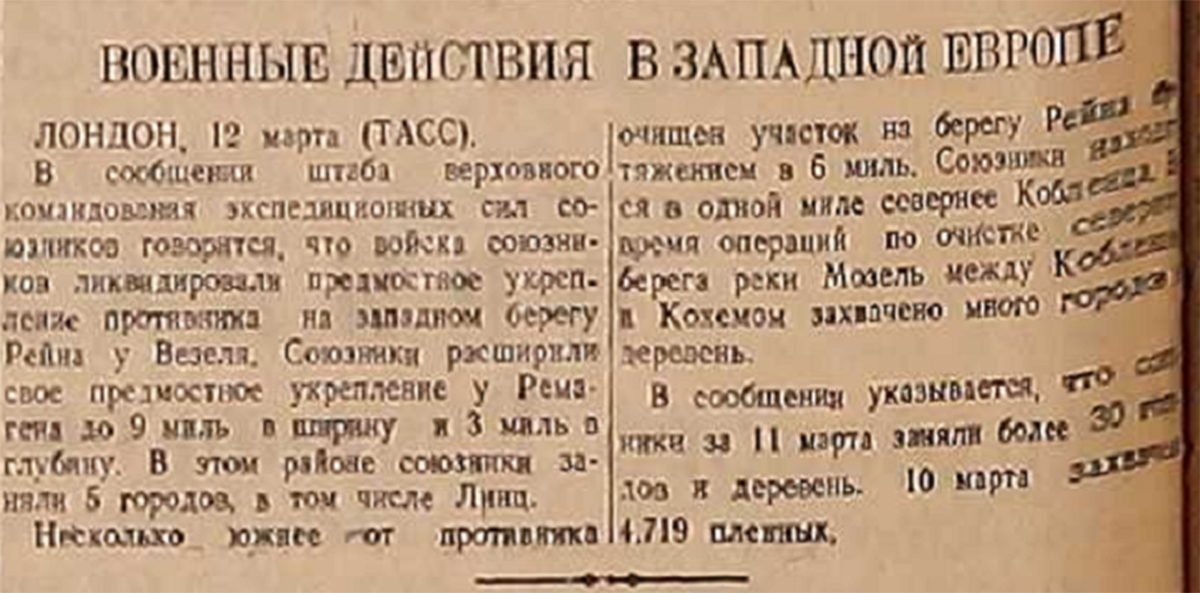 ВОЕННЫЕ ДЕЙСТВИЯ В ЗАПАДНОЙ ЕВРОПЕ
ЛОНДОН, 12 марта (ТАСС).
В сообщении штаба верховного
командования экспедиционных сил со-
юзников говорится, что войска союзни-
ков ликвидировали предмостное укреп-
ление противника на западном берегу
Рейна у Везеля. Союзники расширили
свое предмостное укрепление у Рема-
гена до 9 миль в ширину и 3 миль в
глубину. В этом районе союзники за-
няли 5 городов, в том числе Линц.
Несколько южнее от противника
очищен участок на берегу Рейна
тяжением в 6 миль. Союзники находят-
ся в одной миле севернее Кобленца.
время операций по очистке
берега реки Мозель между
и Кохемом захвачено много
деревень.
В сообщении указывается, что
ники за 11 марта заняли более 30
дов и деревень. 10 марта
4.719 пленных.